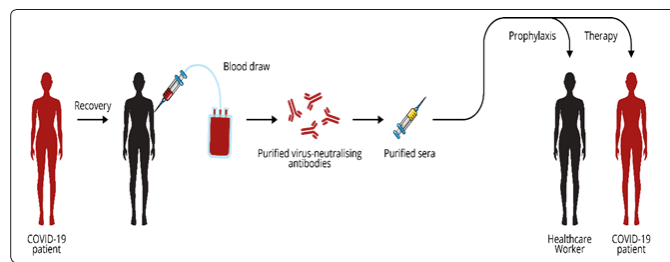 Prophylaxis
Therapy
Blood draw
Recovery
Purified virus-neutralising
antibodies
Purified sera
COVID-19
patient
Healthcare
Worker
COVID-19
patient